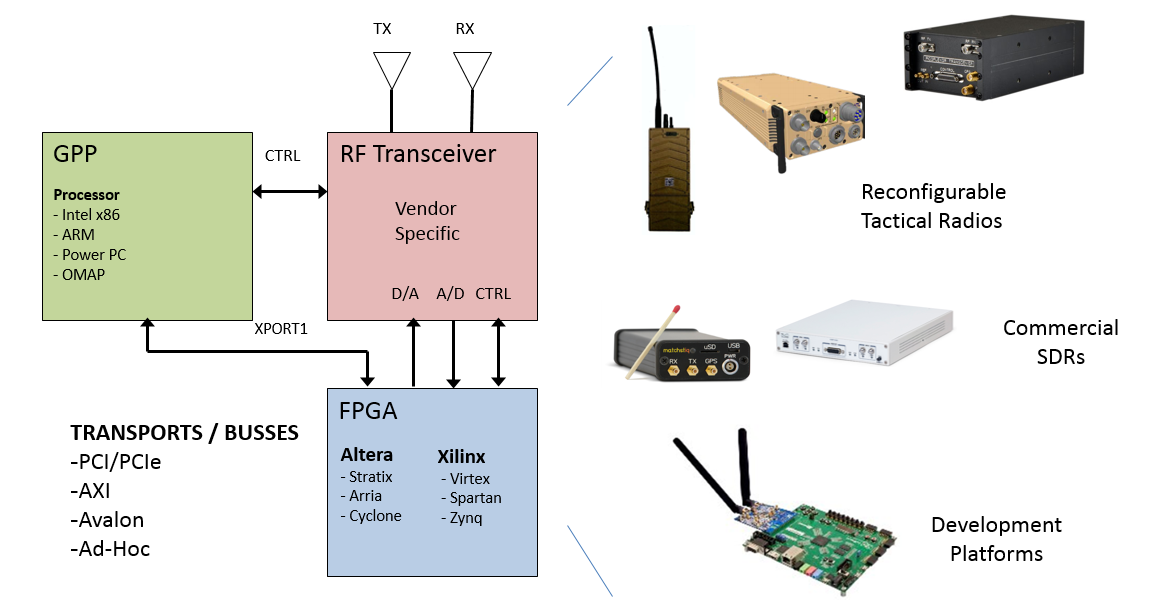 TX
RX
GPP
Processor
- Intel x86
- ARM
- Power PC
- OMAP
CTRL
RF Transceiver
Vendor
Specific
D/A
A/D
CTRL
XPORT1
FPGA
Altera
- Stratix
- Arria
- Cyclone
Xilinx
- Virtex
- Spartan
- Zynq
TRANSPORTS / BUSSES
-PCI/PCIe
-AXI
-Avalon
-Ad-Hoc
Reconfigurable
Tactical Radios
matchstiq
uSD
USB
RX
TX
GPS
PWR
Commercial
SDRs
Development
Platforms